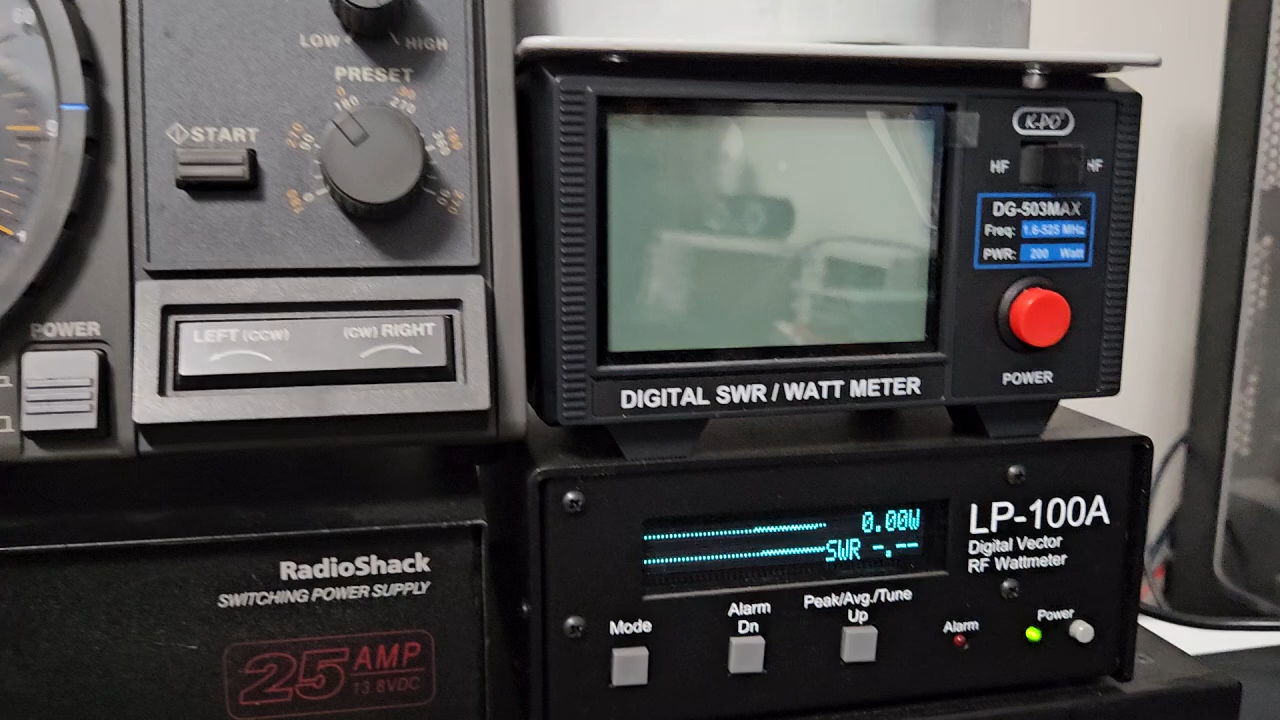 LOW
HIGH
PRESET
START
POWER
LEFT (CCW)
(CW) RIGHT
RadioShack
SWITCHING POWER SUPPLY
25 AMP
13.8VDC
K-PO
HF
HF
DG-503MAX
Freq: 1.6-525 MHz
PWR: 200 Watt
POWER
DIGITAL SWR / WATT METER
0.00W
SWR -.--
LP-100A
Digital Vector
RF Wattmeter
Mode
Alarm
Dn
Peak/Avg./Tune
Up
Alarm
Power